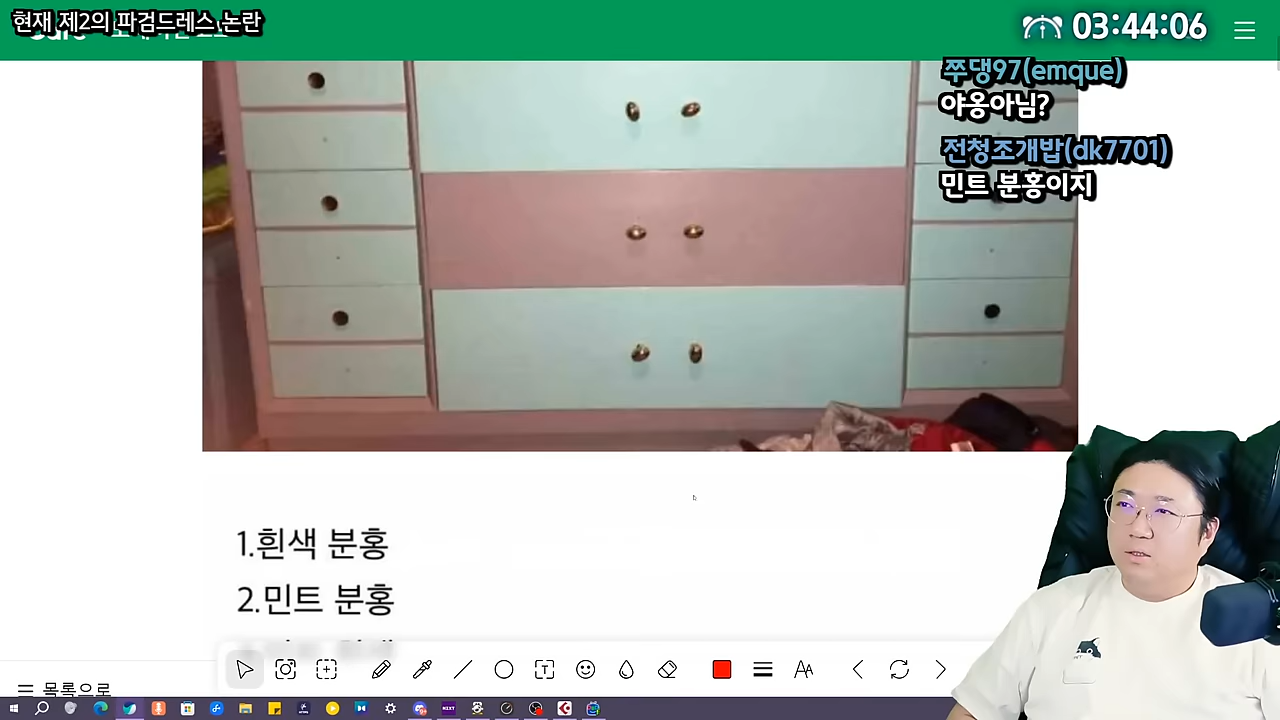 현재 제2의 파검드레스 논란
03:44:06
쭈댕97(emque)
야옹아님?
전청조개밥(dk7701)
민트 분홍이지
1.흰색 분홍
2.민트 분홍
목록으로